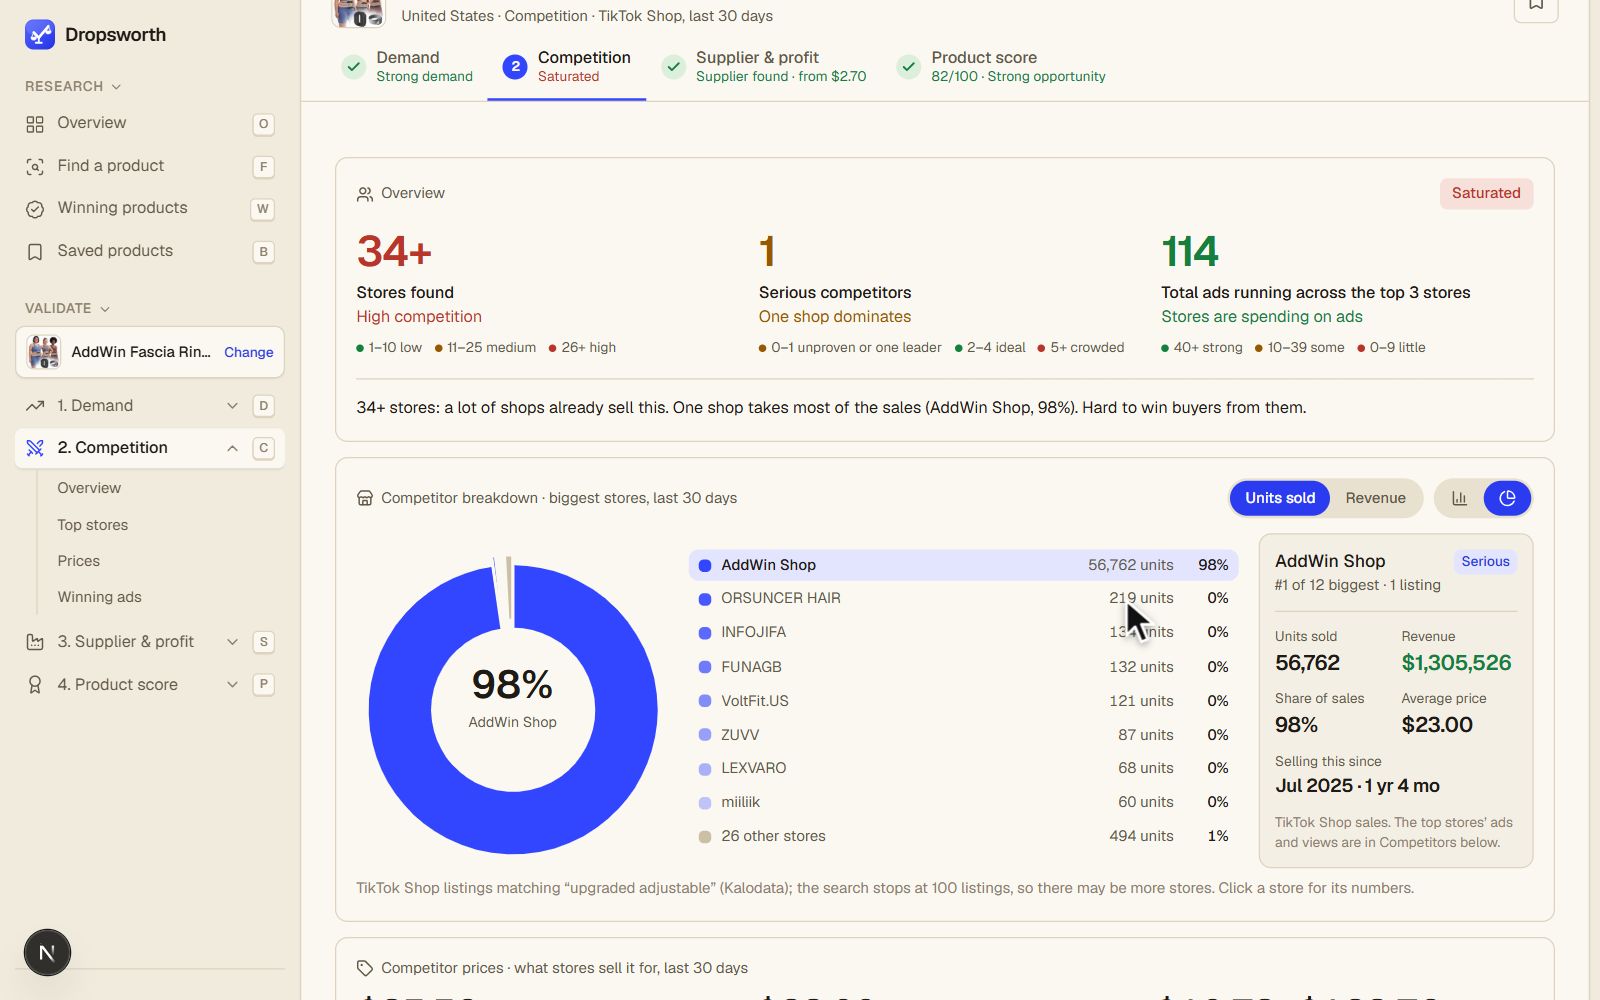 Dropsworth
RESEARCH
Overview O
Find a product F
Winning products W
Saved products B
VALIDATE
AddWin Fascia Rin... Change
1. Demand D
2. Competition C
Overview
Top stores
Prices
Winning ads
3. Supplier & profit S
4. Product score P
N
United States · Competition · TikTok Shop, last 30 days
Demand
Strong demand
2 Competition
Saturated
Supplier & profit
Supplier found · from $2.70
Product score
82/100 · Strong opportunity
Overview
Saturated
34+
Stores found
High competition
1–10 low 11–25 medium 26+ high
1
Serious competitors
One shop dominates
0–1 unproven or one leader 2–4 ideal 5+ crowded
114
Total ads running across the top 3 stores
Stores are spending on ads
40+ strong 10–39 some 0–9 little
34+ stores: a lot of shops already sell this. One shop takes most of the sales (AddWin Shop, 98%). Hard to win buyers from them.
Competitor breakdown · biggest stores, last 30 days
Units sold Revenue
98%
AddWin Shop
AddWin Shop 56,762 units 98%
ORSUNCER HAIR 219 units 0%
INFOJIFA 0%
FUNAGB 132 units 0%
VoltFit.US 121 units 0%
ZUVV 87 units 0%
LEXVARO 68 units 0%
miiliik 60 units 0%
26 other stores 494 units 1%
AddWin Shop Serious
#1 of 12 biggest · 1 listing
Units sold Revenue
56,762 $1,305,526
Share of sales Average price
98% $23.00
Selling this since
Jul 2025 · 1 yr 4 mo
TikTok Shop sales. The top stores' ads
and views are in Competitors below.
TikTok Shop listings matching “upgraded adjustable” (Kalodata); the search stops at 100 listings, so there may be more stores. Click a store for its numbers.
Competitor prices · what stores sell it for, last 30 days